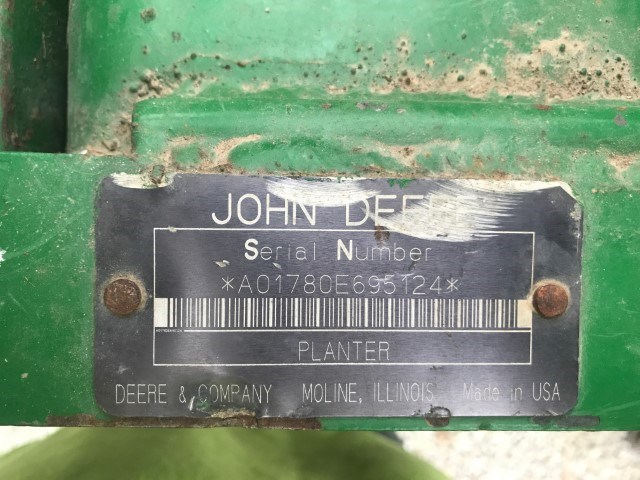 JOHN DEERE
Serial Number
*A01780E695124*
PLANTER
DEERE & COMPANY MOLINE, ILLINOIS Made in USA